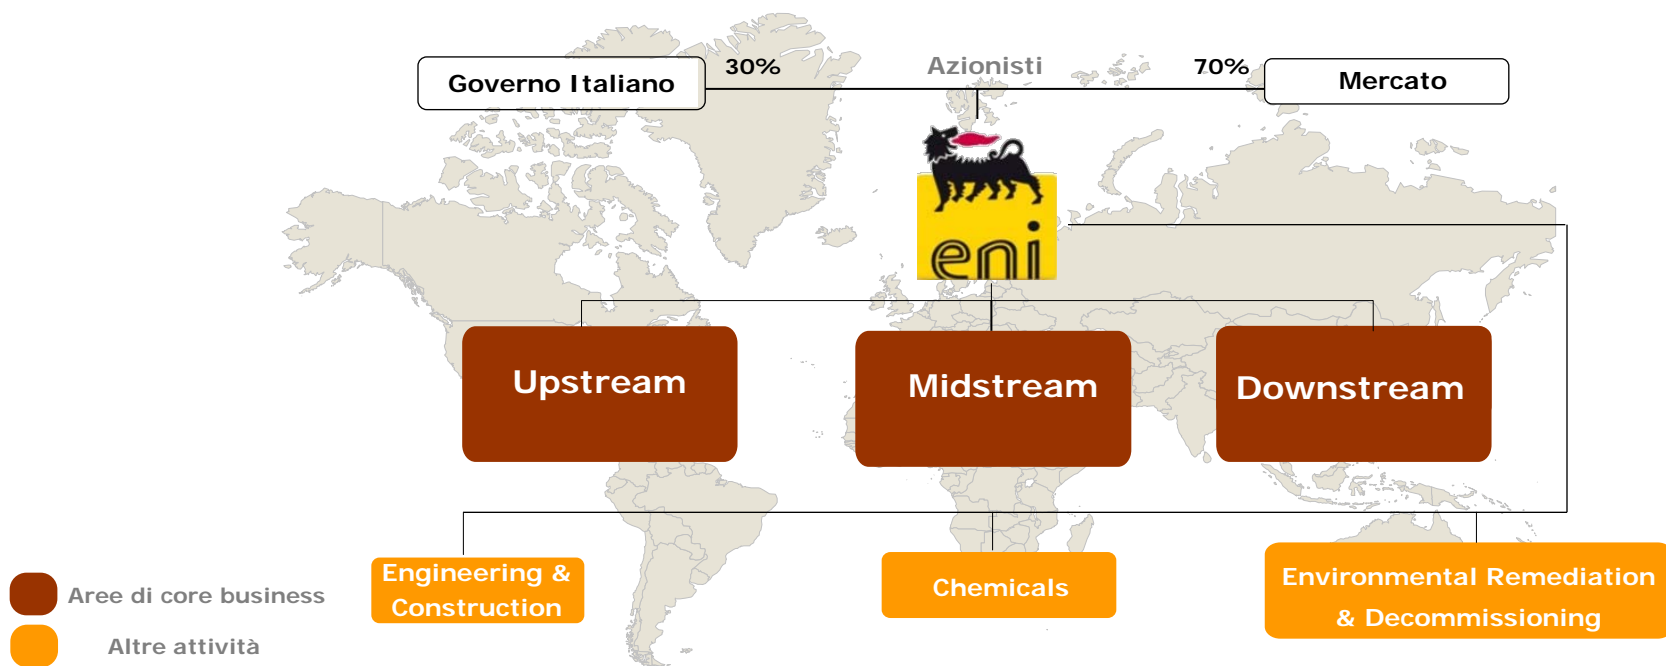 30%
Azionisti
70%
Governo Italiano
Mercato
eni
Upstream
Midstream
Downstream
Engineering &
Construction
Chemicals
Environmental Remediation
& Decommissioning
Aree di core business
Altre attività